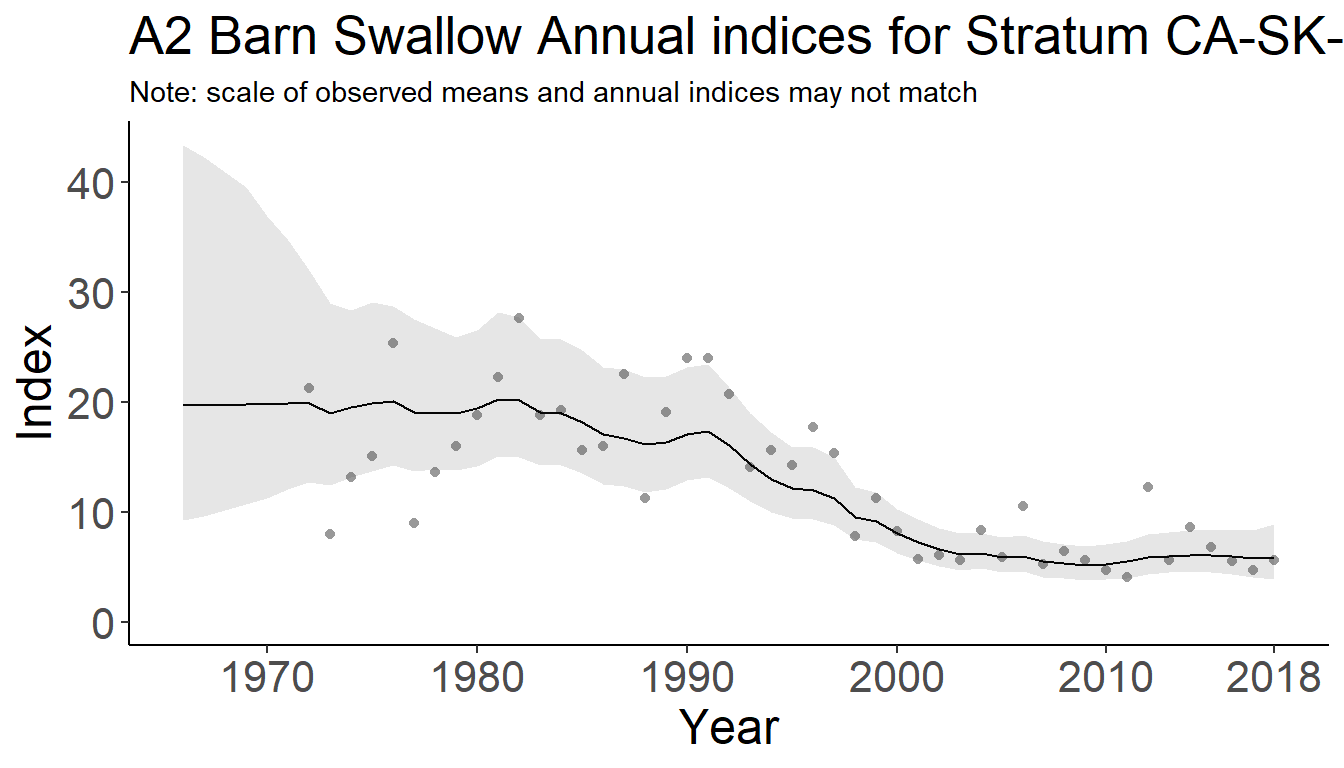 A2 Barn Swallow Annual indices for Stratum CA-SK-
Note: scale of observed means and annual indices may not match
40
30
20
10
0
Index
1970 1980 1990 2000 2010 2018
Year